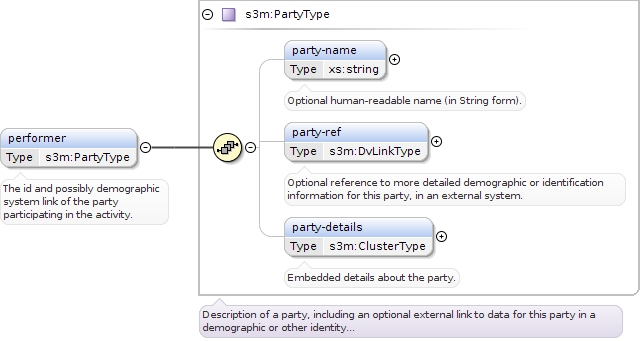 s3m:PartyType
party-name
Type xs:string
Optional human-readable name (in String form).
performer
Type s3m:PartyType
The id and possibly demographic
system link of the party
participating in the activity.
party-ref
Type s3m:DvLinkType
Optional reference to more detailed demographic or identification
information for this party, in an external system.
party-details
Type s3m:ClusterType
Embedded details about the party.
Description of a party, including an optional external link to data for this party in a
demographic or other identity...